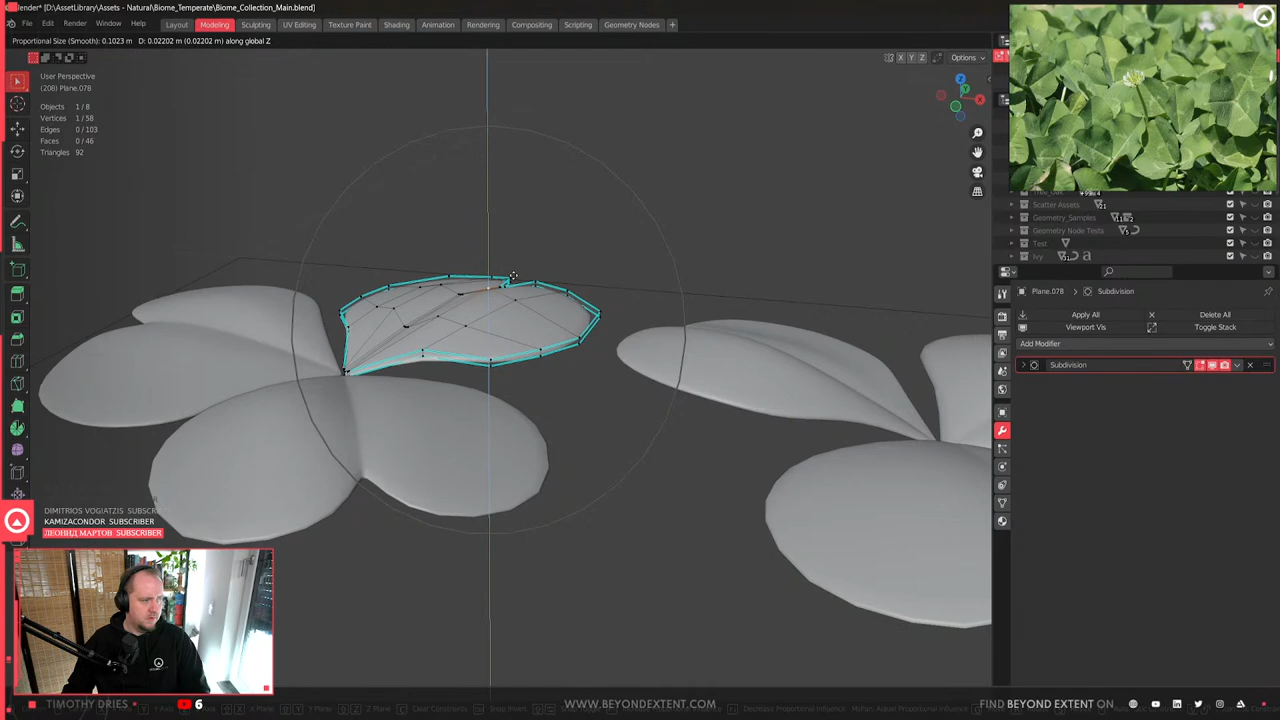 ender* [D:\AssetLibrary\Assets - Natural\Biome_Temperate\Biome_Collection_Main.blend]
File Edit Render Window Help Layout Modeling Sculpting UV Editing Texture Paint Shading Animation Rendering Compositing Scripting Geometry Nodes +
Proportional Size (Smooth): 0.1023 m D: 0.02202 m (0.02202 m) along global Z
X Y Z Options
User Perspective
(208) Plane.078
Objects 1 / 8
Vertices 1 / 58
Edges 0 / 103
Faces 0 / 46
Triangles 92
Z
Y
X
Tree_Oak
Scatter Assets 21
Geometry_Samples
Geometry Node Tests
Test
Ivy
Plane.078 Subdivision
Apply All Delete All
Viewport Vis Toggle Stack
Add Modifier
Subdivision
DIMITRIOS VOGIATZIS SUBSCRIB
KAMIZACONDOR SUBSCRIBER
ЛЕОНИД МАРТОВ SUBSCRIBER
TIMOTHY DRIES 6 WWW.BEYONDEXTENT.COM FIND BEYOND EXTENT ON